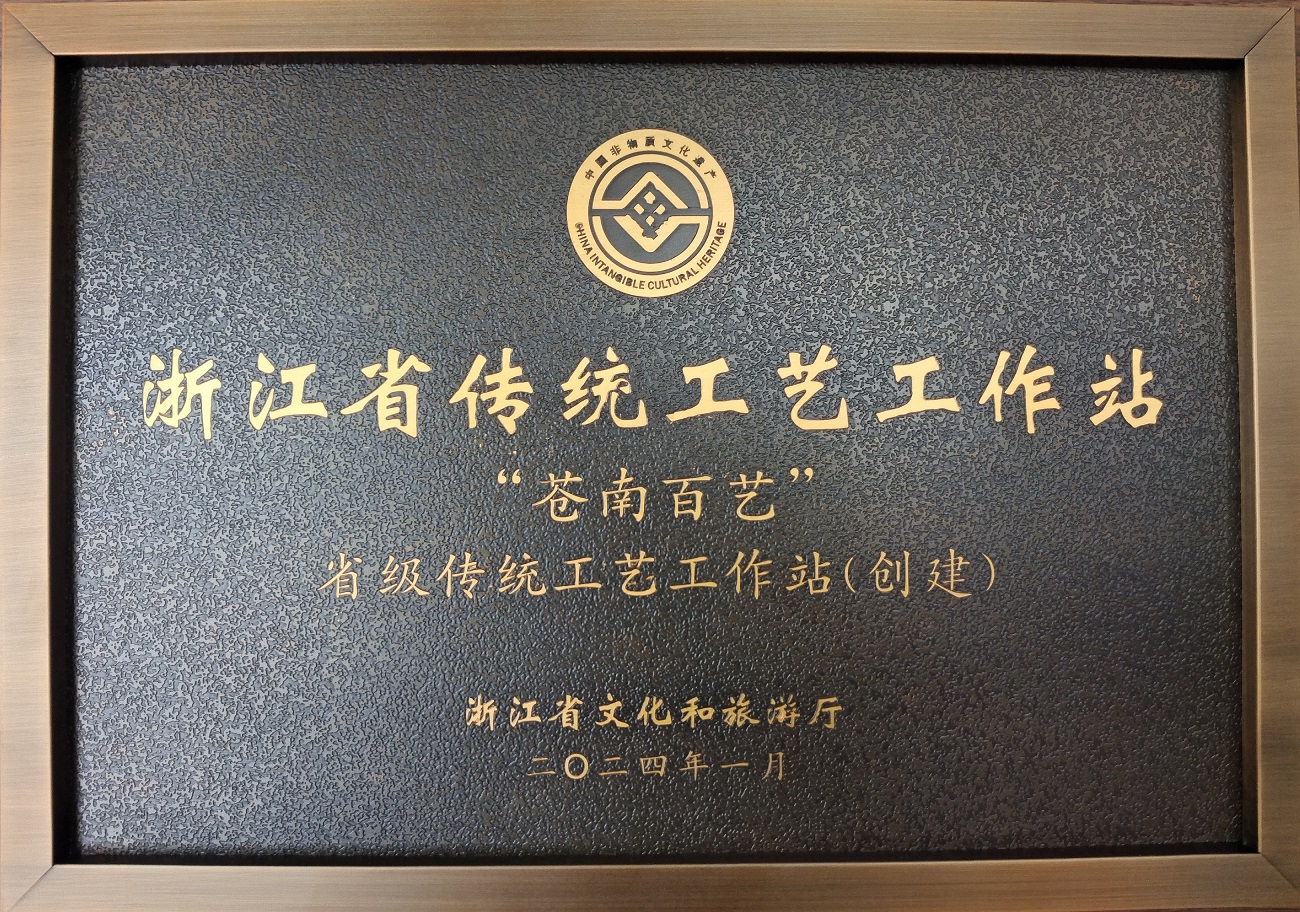 中国非物质文化遗产
CHINA INTANGIBLE CULTURAL HERITAGE
浙江省传统工艺工作站
“苍南百艺”
省级传统工艺工作站(创建)
浙江省文化和旅游厅
二〇二四年一月